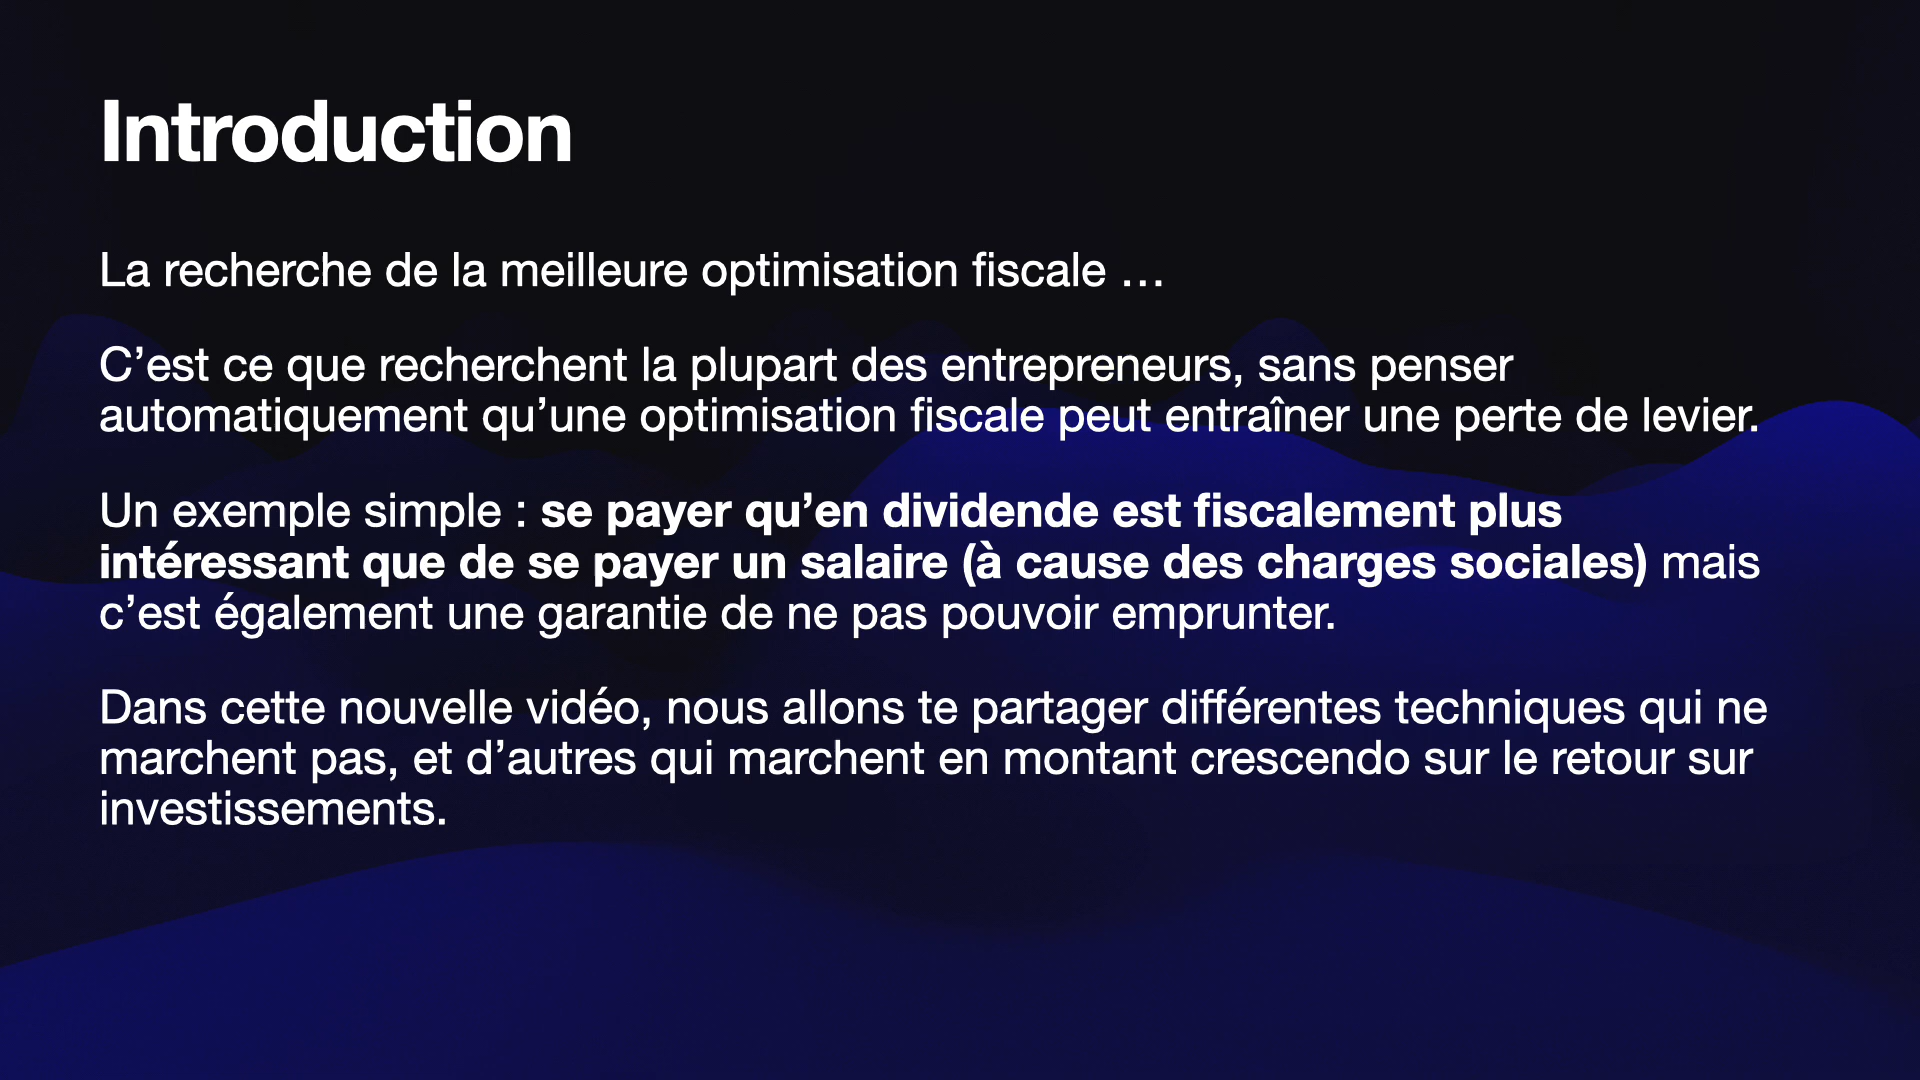 Introduction
La recherche de la meilleure optimisation fiscale …
C’est ce que recherchent la plupart des entrepreneurs, sans penser
automatiquement qu’une optimisation fiscale peut entraîner une perte de levier.
Un exemple simple : se payer qu’en dividende est fiscalement plus
intéressant que de se payer un salaire (à cause des charges sociales) mais
c’est également une garantie de ne pas pouvoir emprunter.
Dans cette nouvelle vidéo, nous allons te partager différentes techniques qui ne
marchent pas, et d’autres qui marchent en montant crescendo sur le retour sur
investissements.